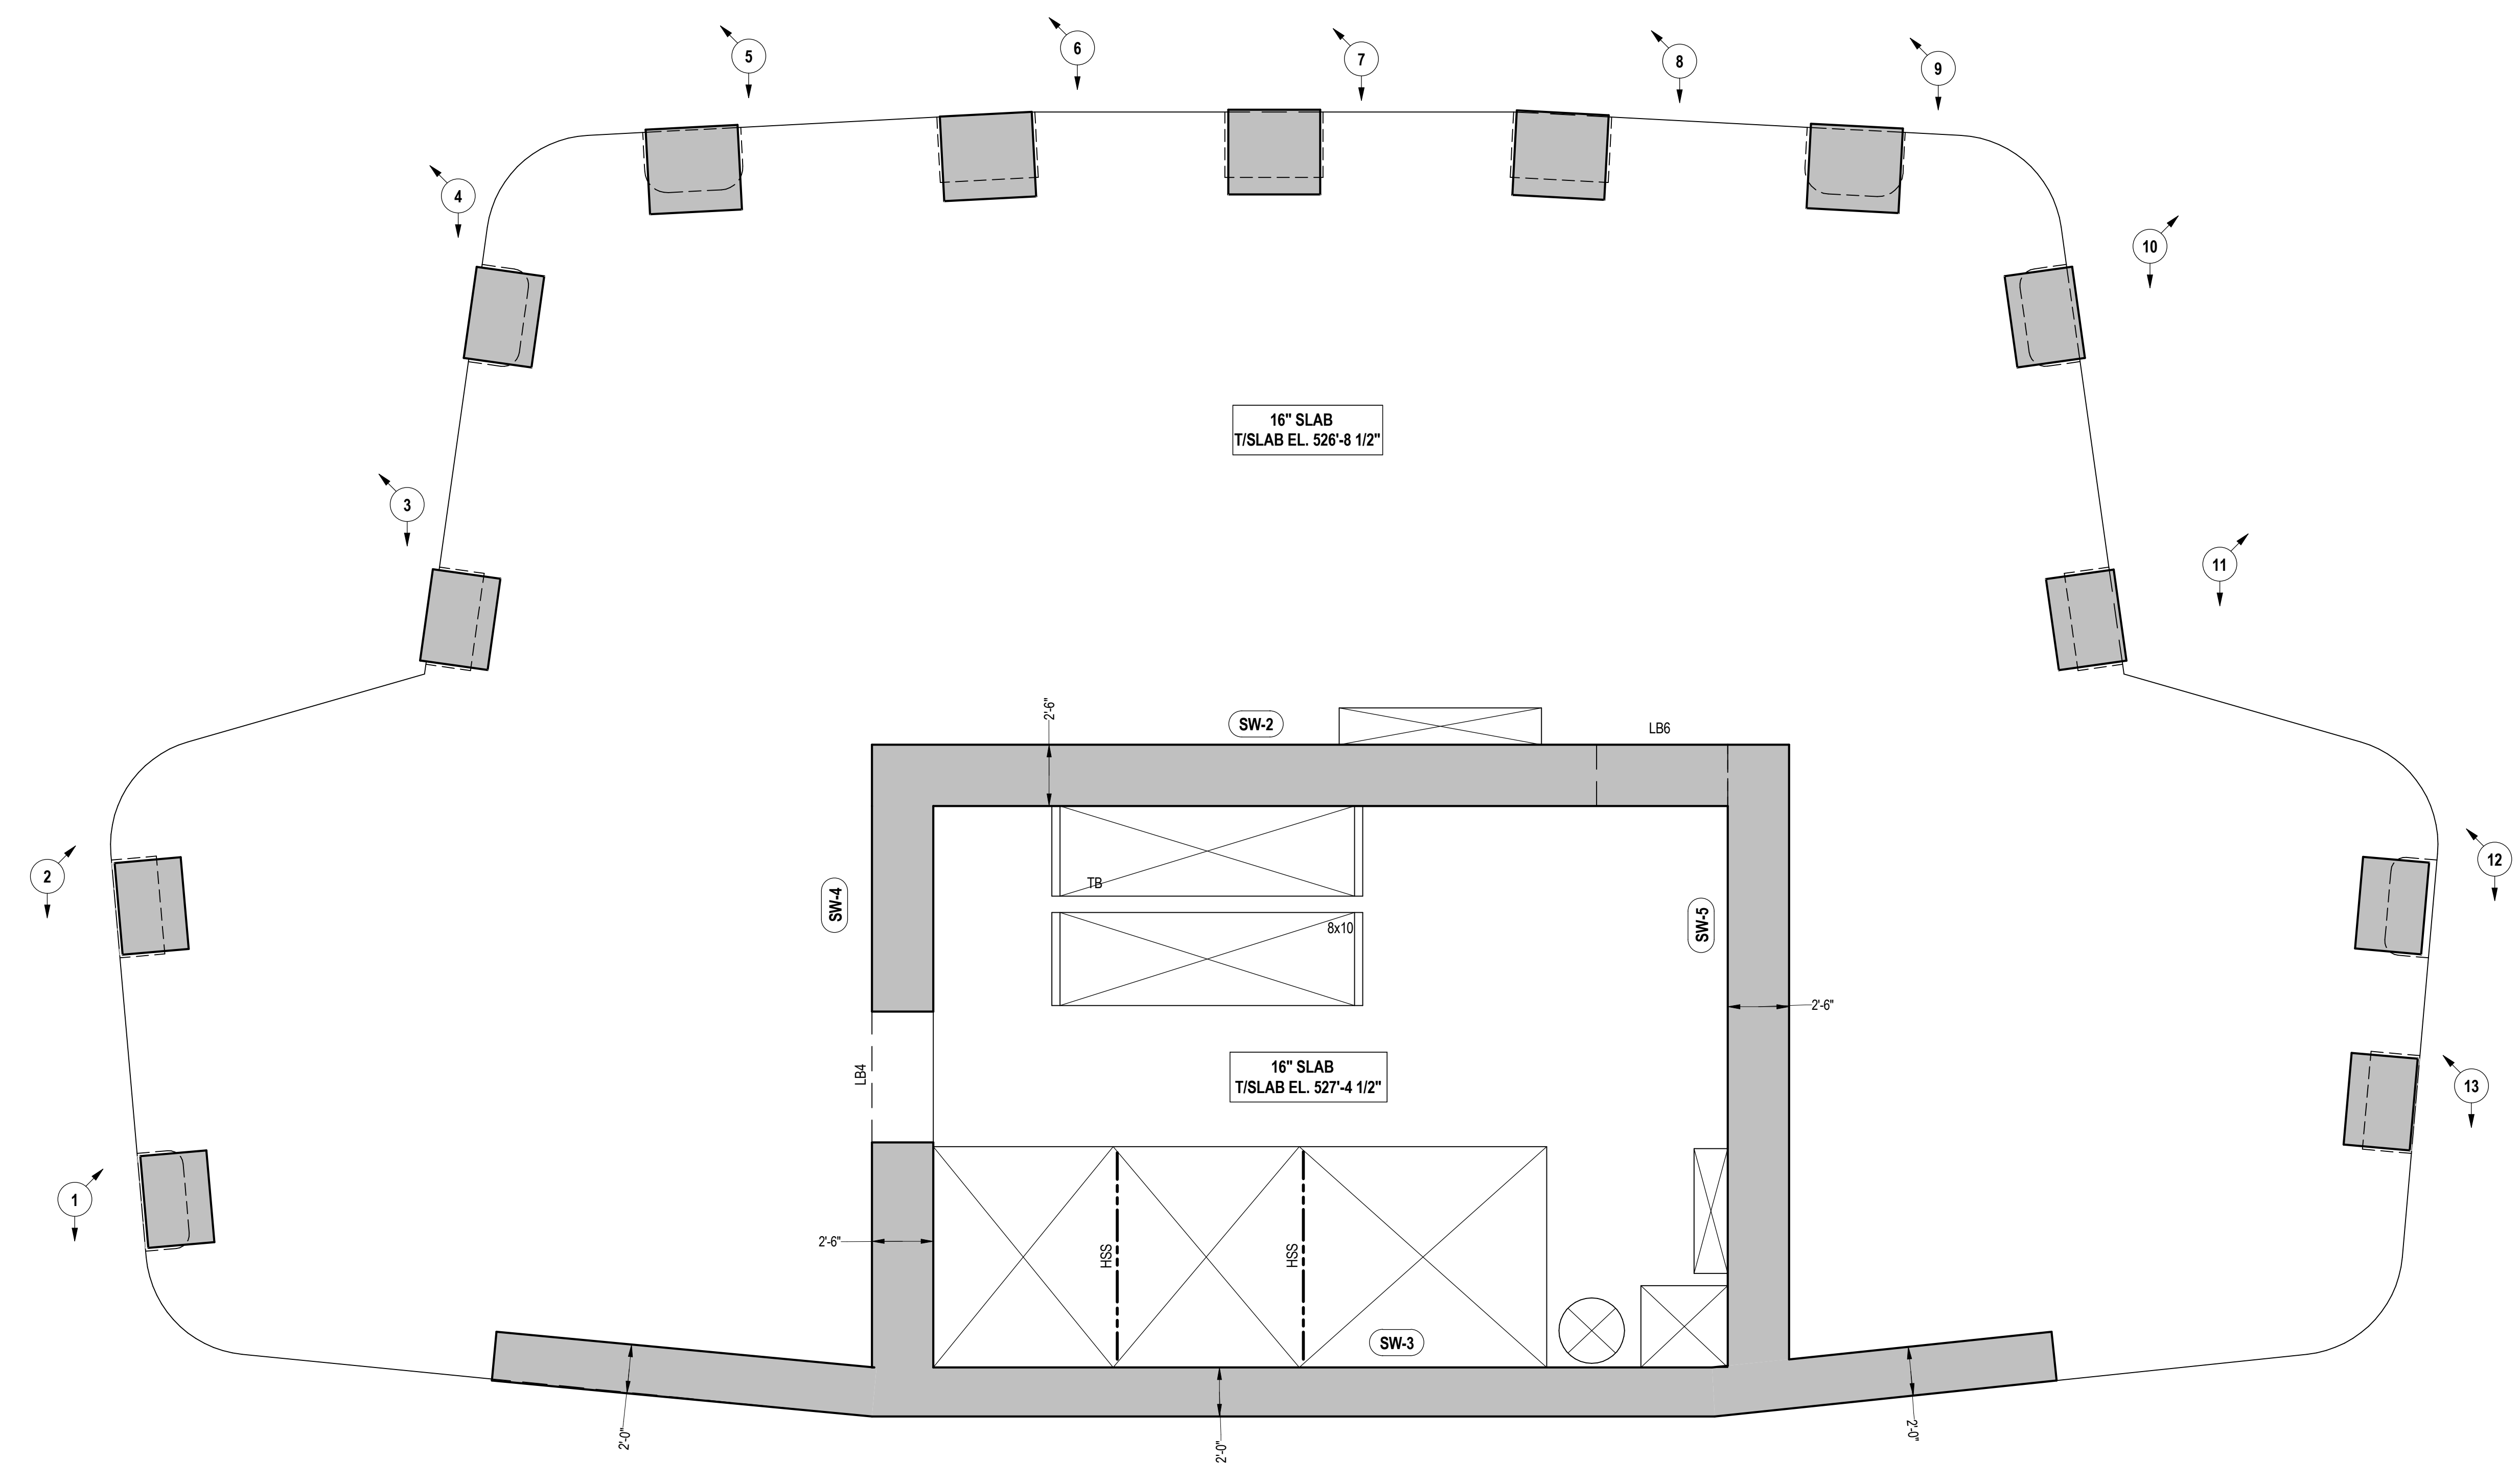 6
5
7
8
9
4
10
16" SLAB
T/SLAB EL. 526'-8 1/2"
3
11
2'-6"
SW-2
LB6
12
2
TB
SW-4
8x10
SW-5
2'-6"
LB4
16" SLAB
T/SLAB EL. 527'-4 1/2"
13
1
2'-6"
HSS
HSS
SW-3
2'-0"
2'-0"
2'-0"